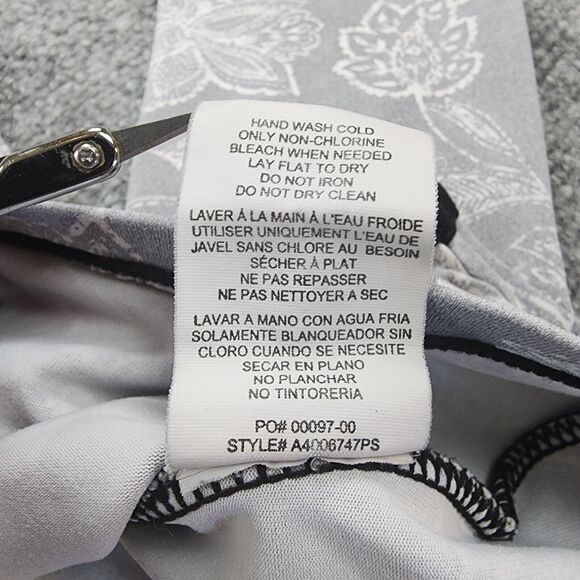 HAND WASH COLD
ONLY NON-CHLORINE
BLEACH WHEN NEEDED
LAY FLAT TO DRY
DO NOT IRON
DO NOT DRY CLEAN
LAVER À LA MAIN À L'EAU FROIDE
UTILISER UNIQUEMENT L'EAU DE
JAVEL SANS CHLORE AU BESOIN
SÉCHER À PLAT
NE PAS REPASSER
NE PAS NETTOYER A SEC
LAVAR A MANO CON AGUA FRIA
SOLAMENTE BLANQUEADOR SIN
CLORO CUANDO SE NECESITE
SECAR EN PLANO
NO PLANCHAR
NO TINTORERIA
PO# 00097-00
STYLE# A4006747PS